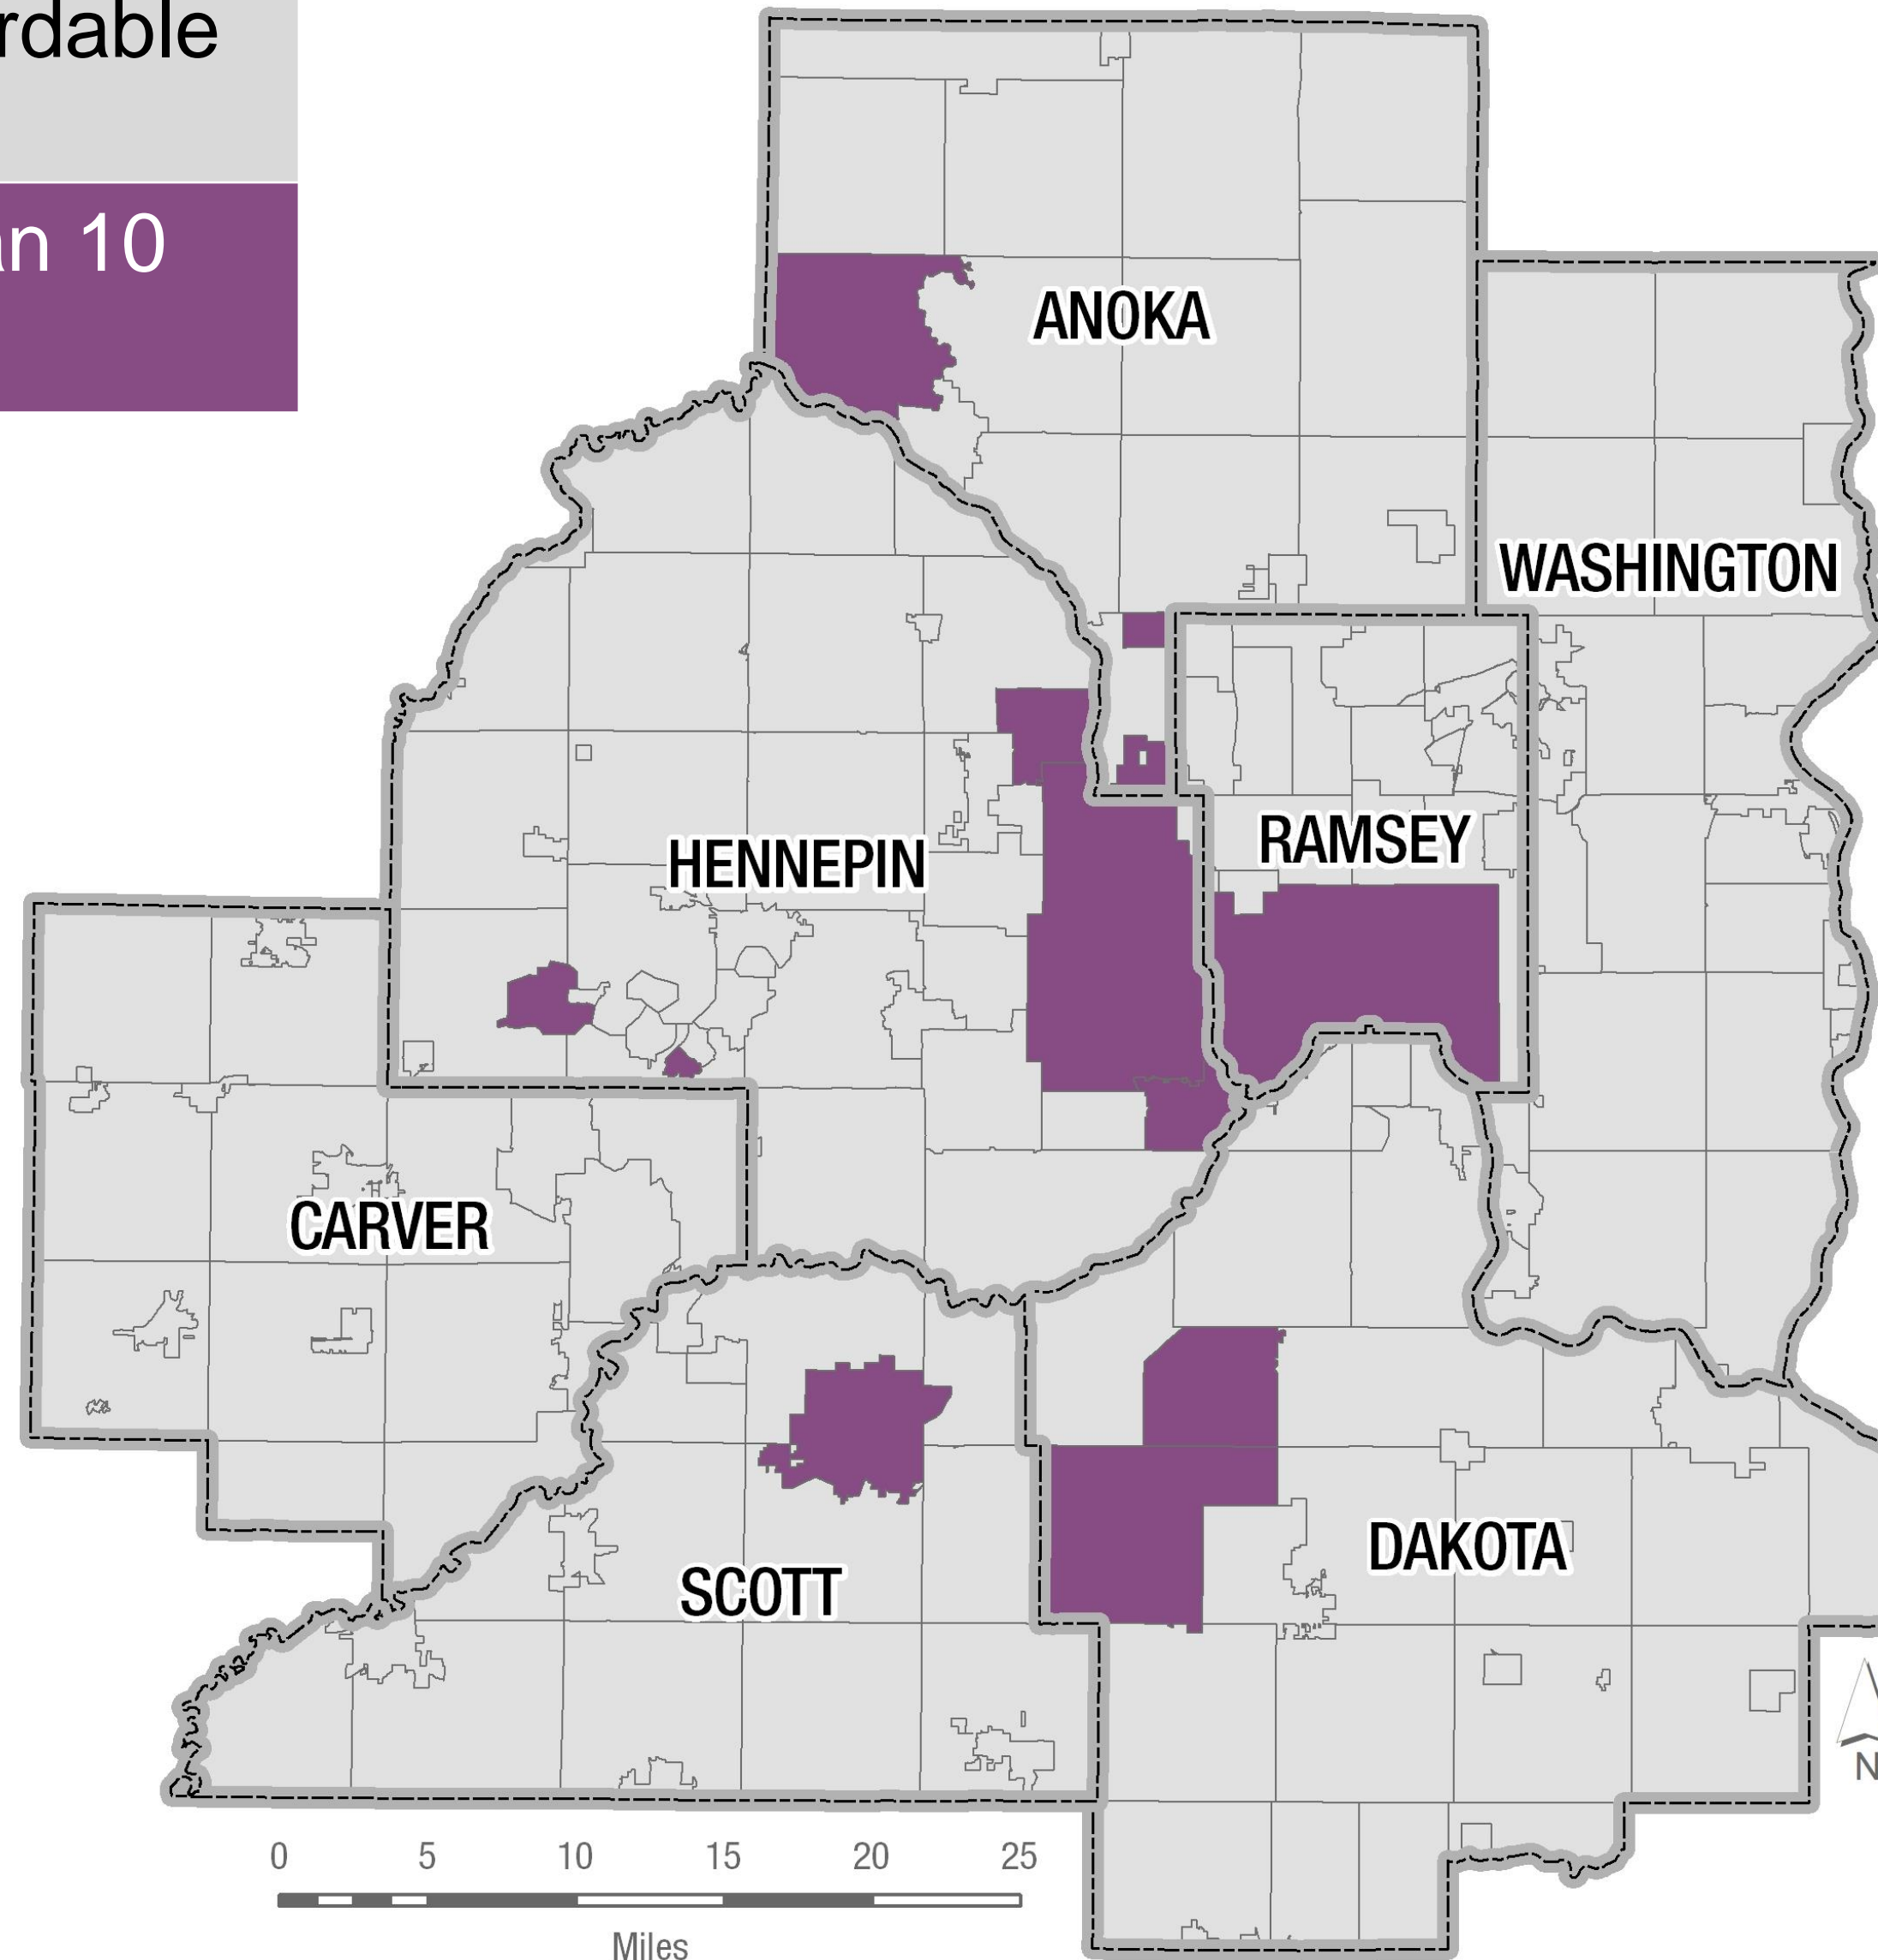 rdable
an 10
ANOKA
WASHINGTON
RAMSEY
HENNEPIN
CARVER
DAKOTA
SCOTT
N
0 5 10 15 20 25
Miles